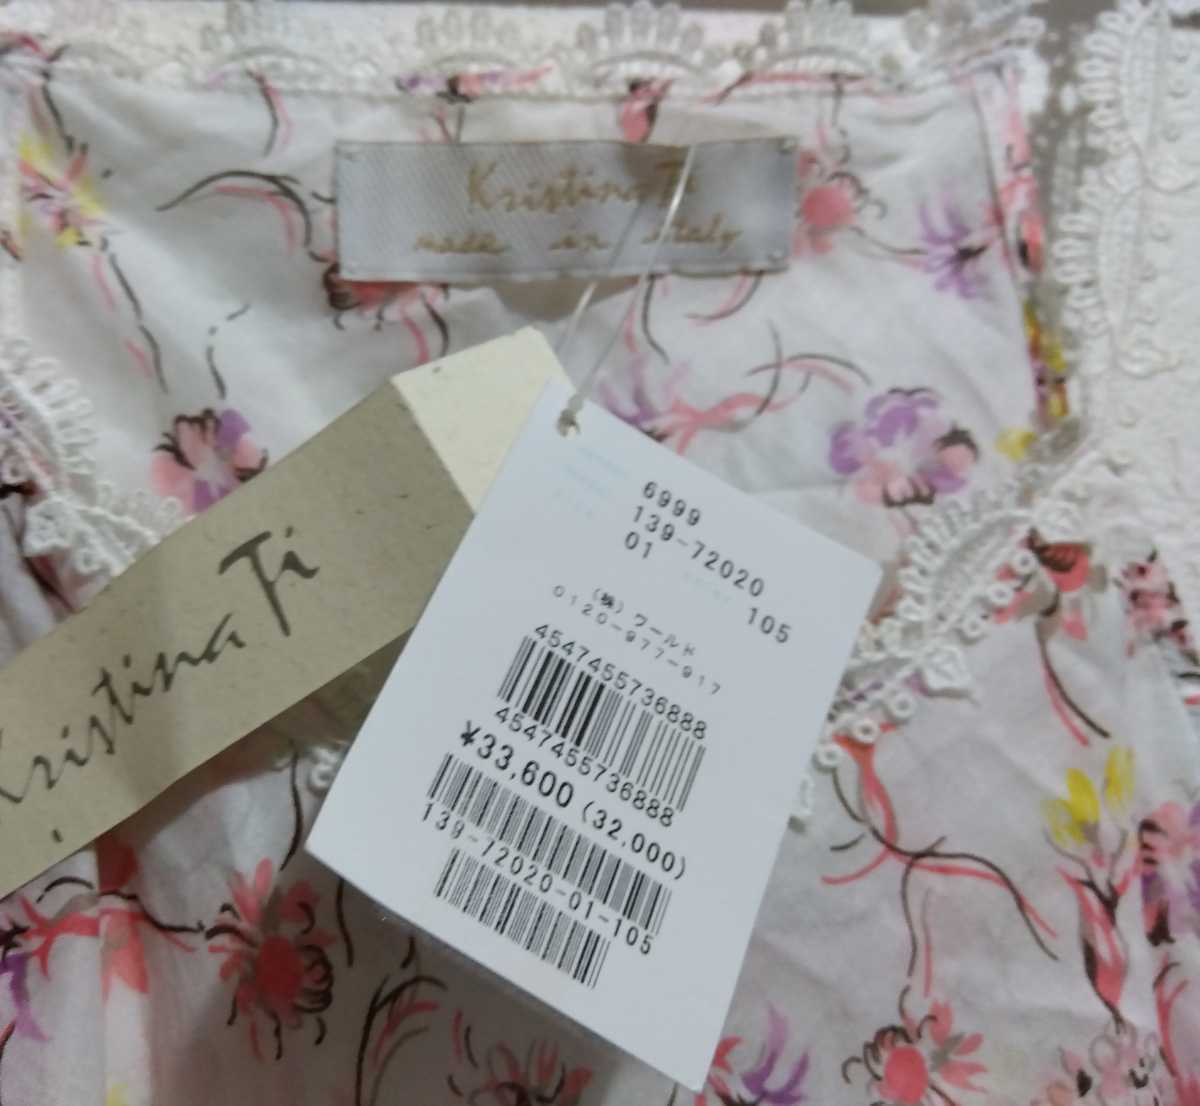 Kristina Ti
made in italy
Kristina Ti
6999
139-72020
01 105
(株)ワールド
0120-977-917
4547455736888
4547455736888
¥33,600 (32,000)
139-72020-01-105